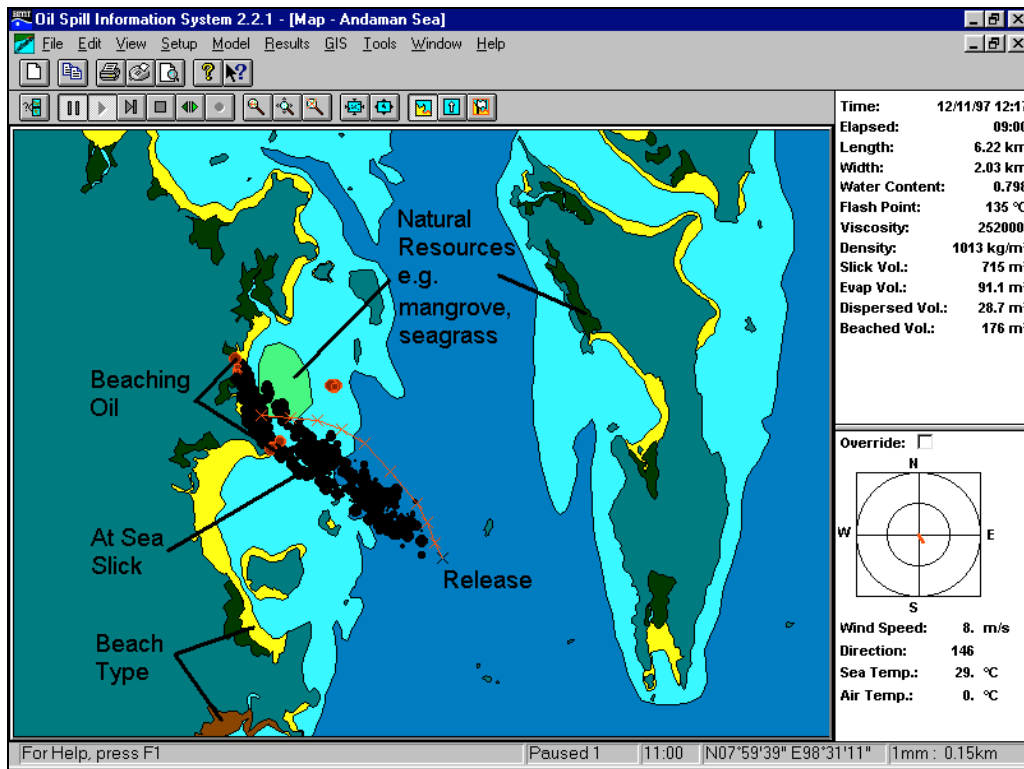 Oil Spill Information System 2.2.1 - [Map - Andaman Sea]
File Edit View Setup Model Results GIS Tools Window Help
Time: 12/11/97 12:17
Elapsed: 09:00
Length: 6.22 km
Width: 2.03 km
Water Content: 0.798
Flash Point: 135 °C
Viscosity: 252000
Density: 1013 kg/m
Slick Vol.: 715 m
Evap Vol.: 91.1 m
Dispersed Vol.: 28.7 m
Beached Vol.: 176 m
Natural
Resources
e.g.
mangrove,
seagrass
Beaching
Oil
At Sea
Slick
Release
Beach
Type
Override:
N
W E
S
Wind Speed: 8. m/s
Direction: 146
Sea Temp.: 29. °C
Air Temp.: 0. °C
For Help, press F1 Paused 1 11:00 N07°59'39" E98°31'11" 1mm : 0.15km